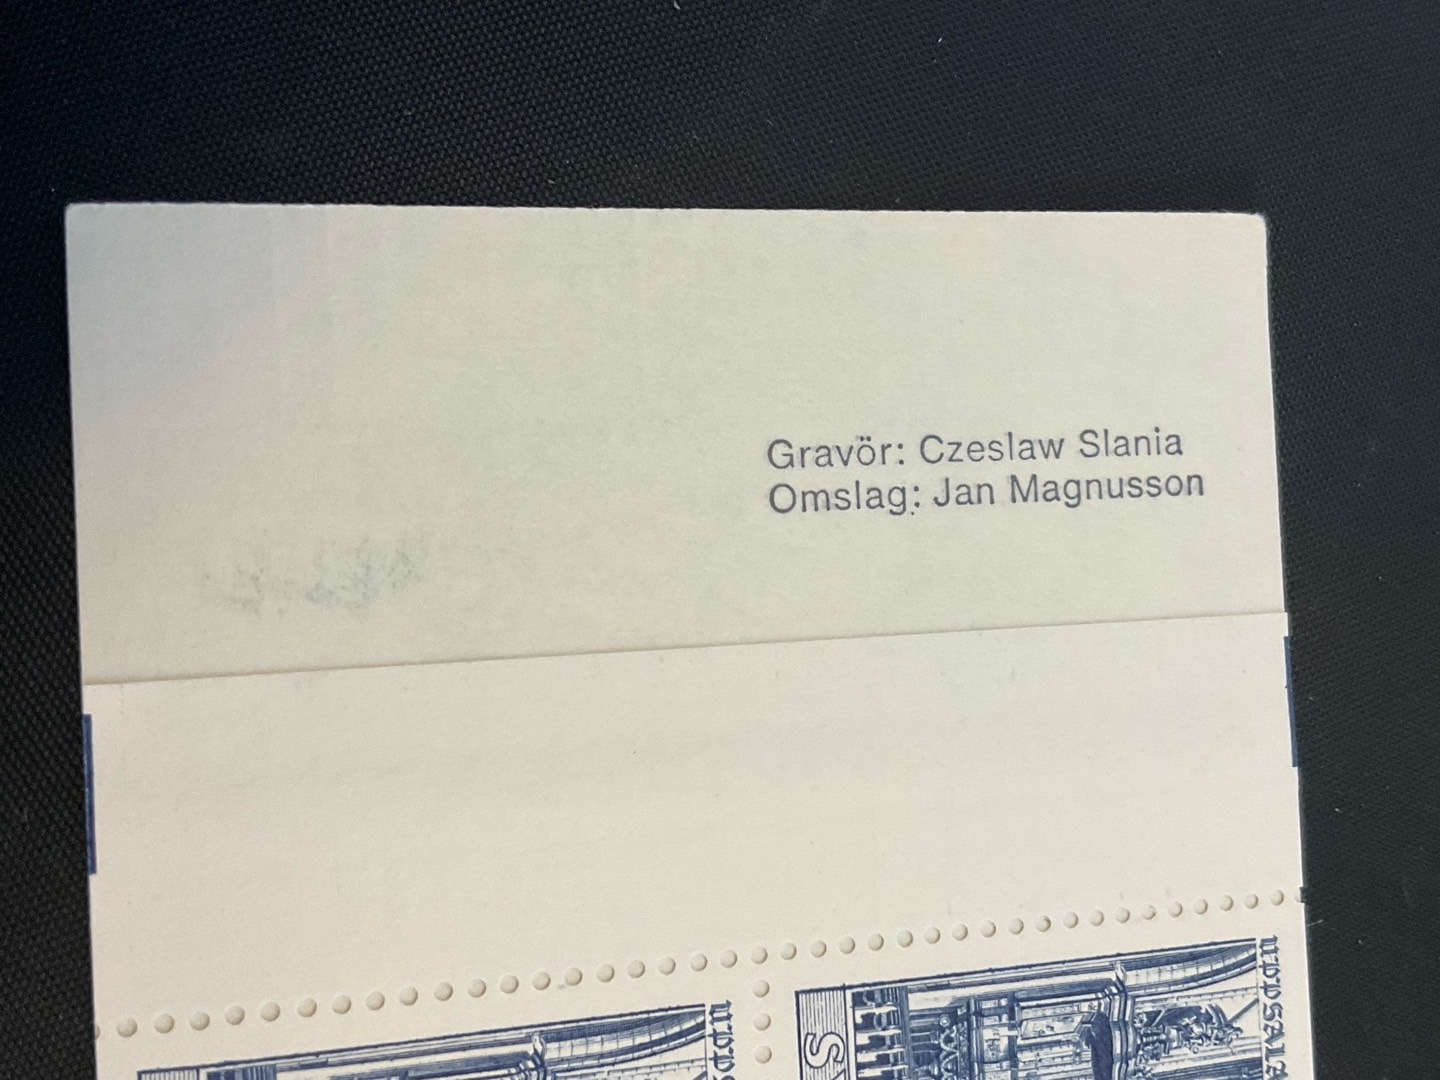 Gravör: Czeslaw Slania
Omslag: Jan Magnusson